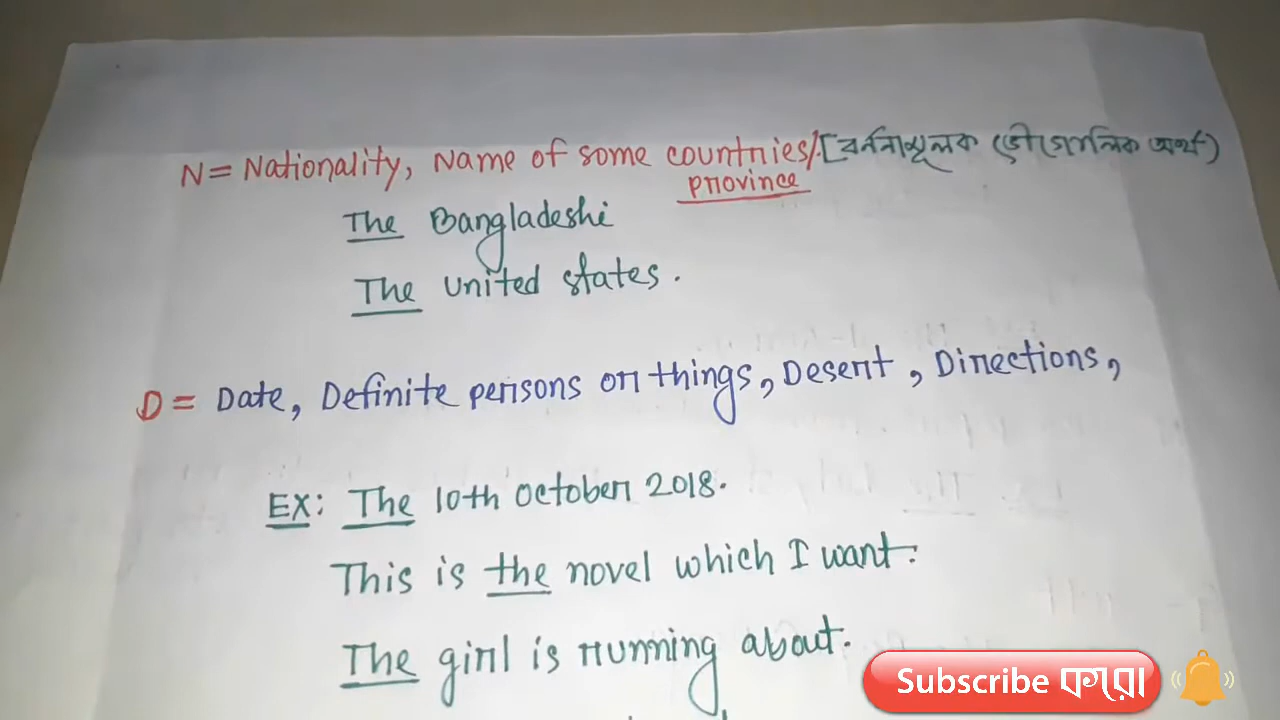 N = Nationality, Name of some countries/[বর্ননামূলক ভৌগোলিক অর্থে)
province
The Bangladeshi
The united states.
D = Date, Definite persons or things, Desert, Directions,
EX: The 10th October 2018.
This is the novel which I want.
The girl is running about.
Subscribe করো